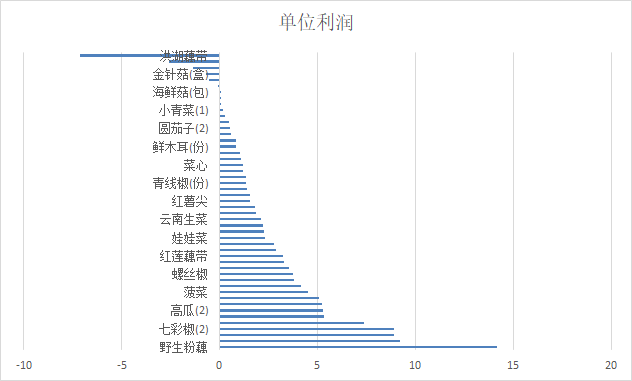 单位利润
洪湖藕带
金针菇(盒)
海鲜菇(包)
小青菜(1)
圆茄子(2)
鲜木耳(份)
菜心
青线椒(份)
红薯尖
云南生菜
娃娃菜
红莲藕带
螺丝椒
菠菜
高瓜(2)
七彩椒(2)
野生粉藕
-10 -5 0 5 10 15 20